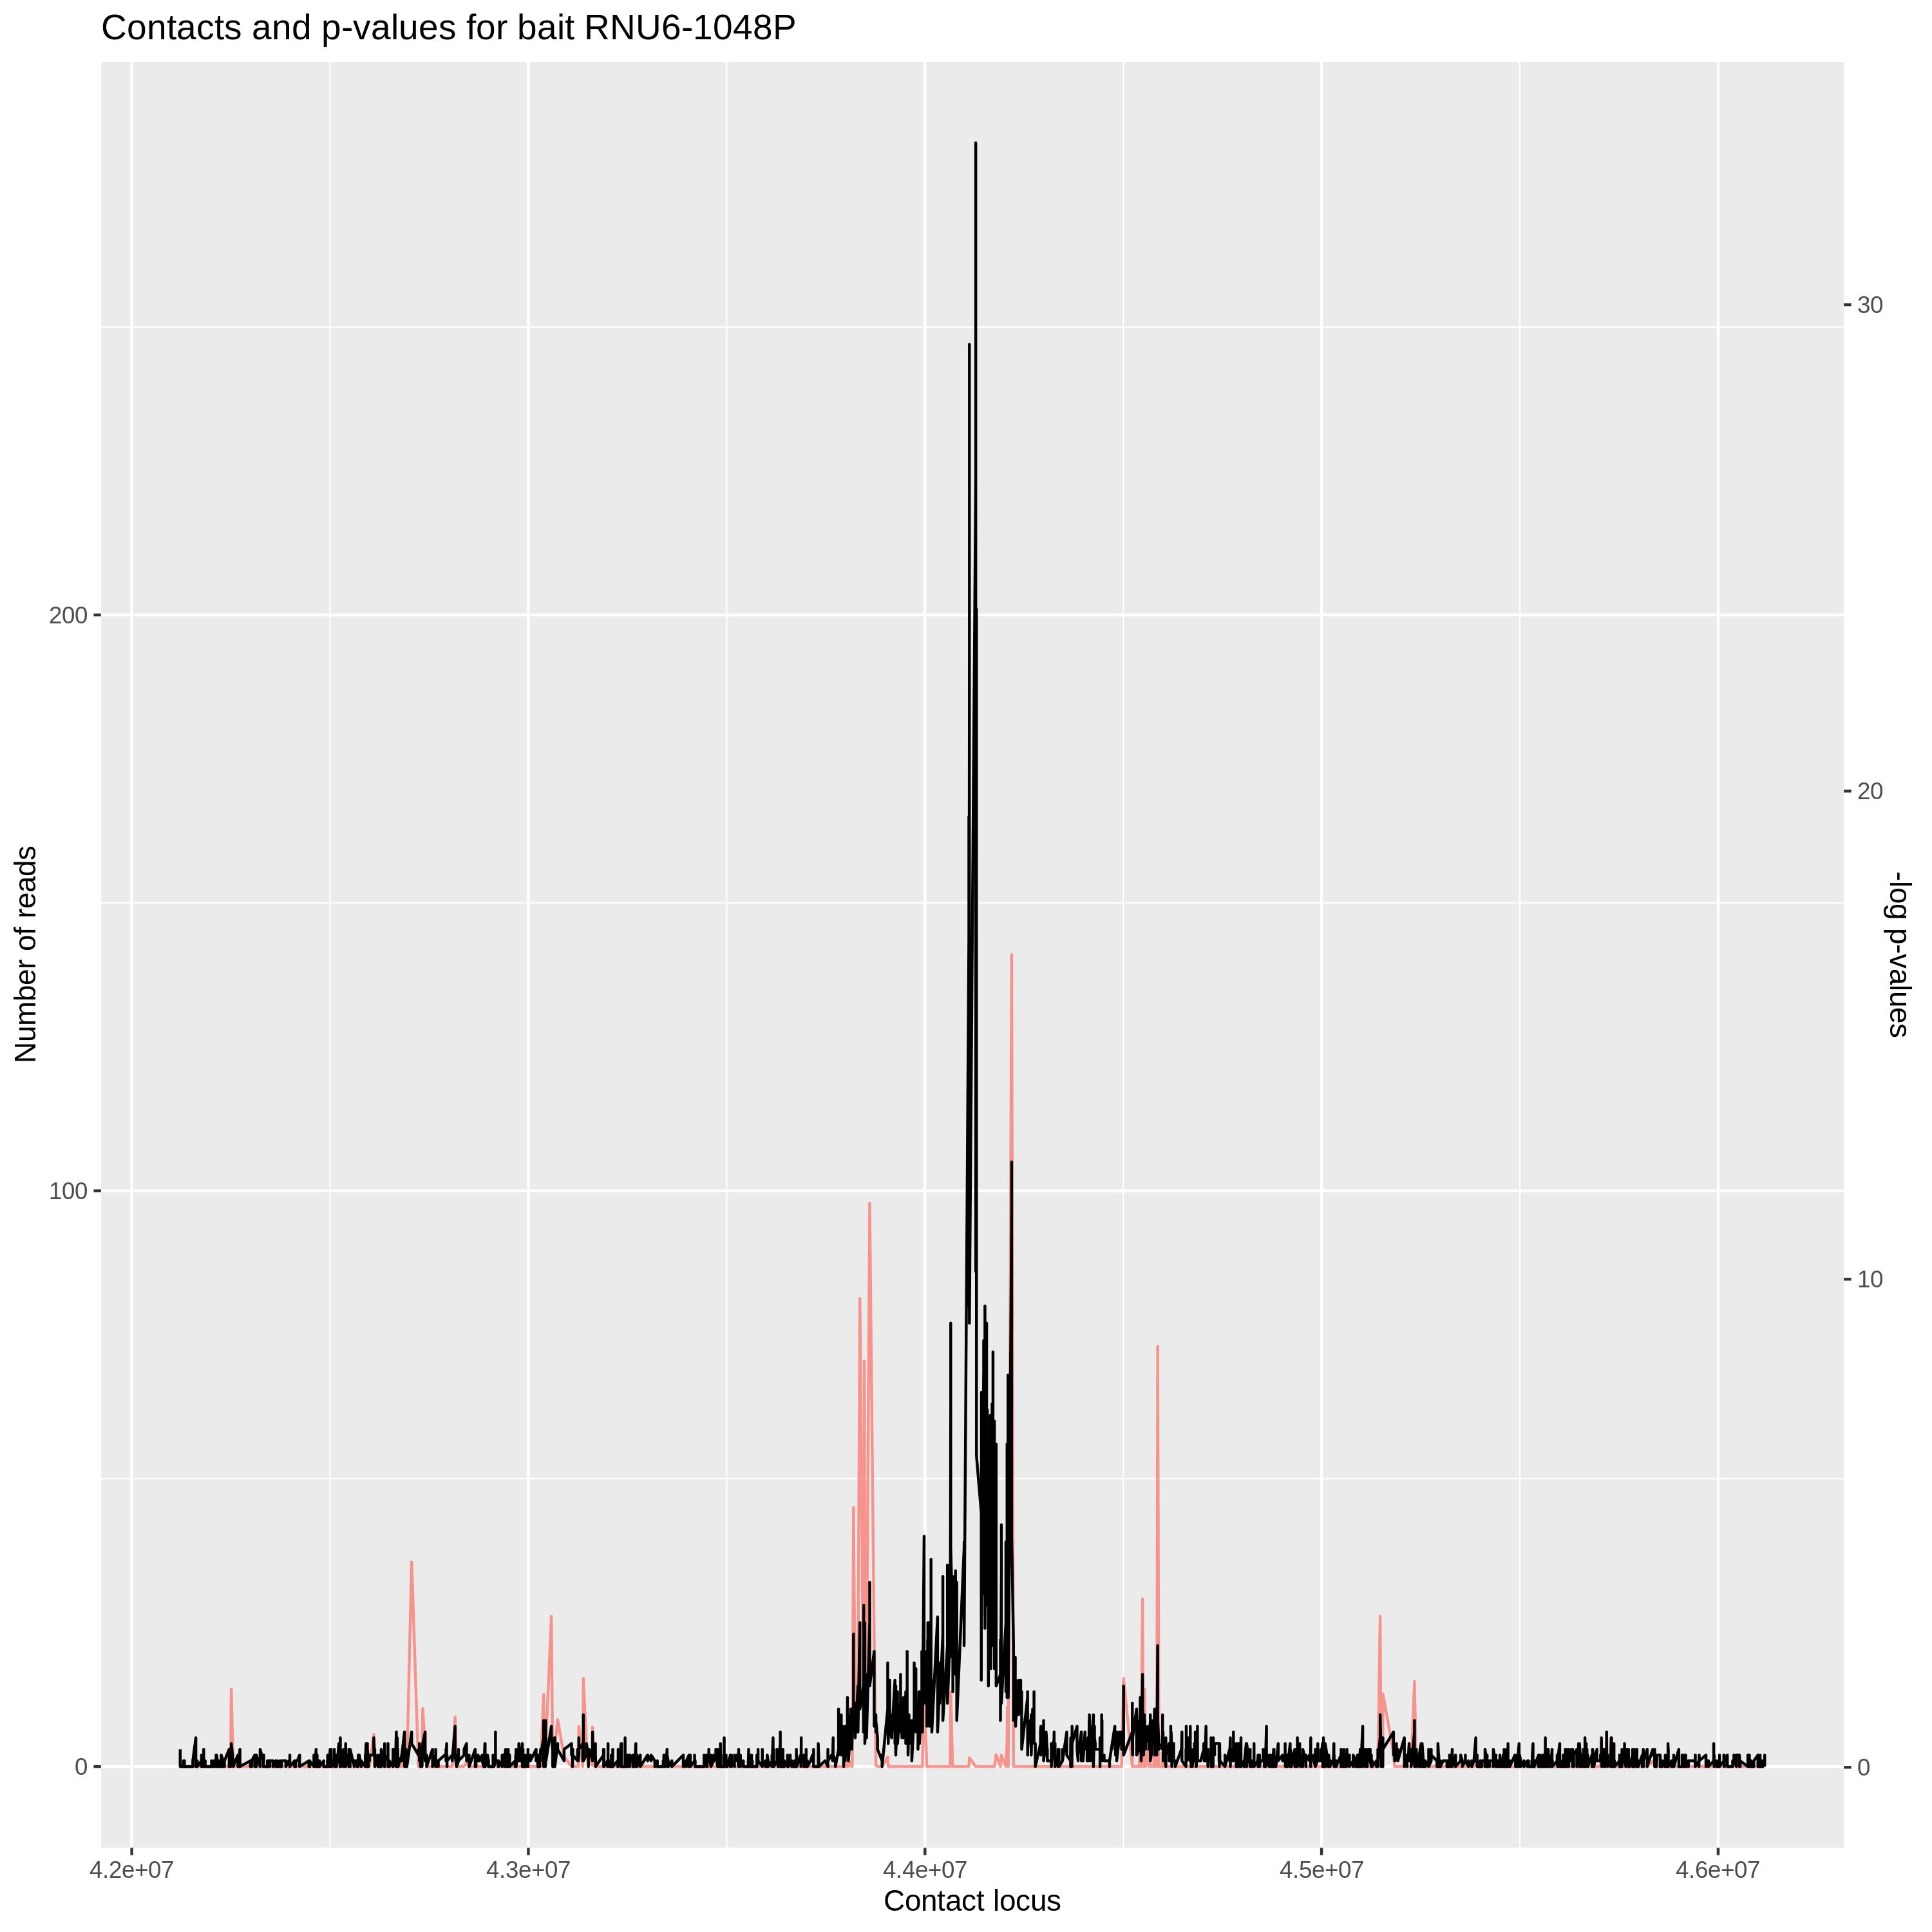 Contacts and p-values for bait RNU6-1048P
30
200
20
Number of reads
-log p-values
100
10
0
0
4.2e+07
4.3e+07
4.4e+07
4.5e+07
4.6e+07
Contact locus